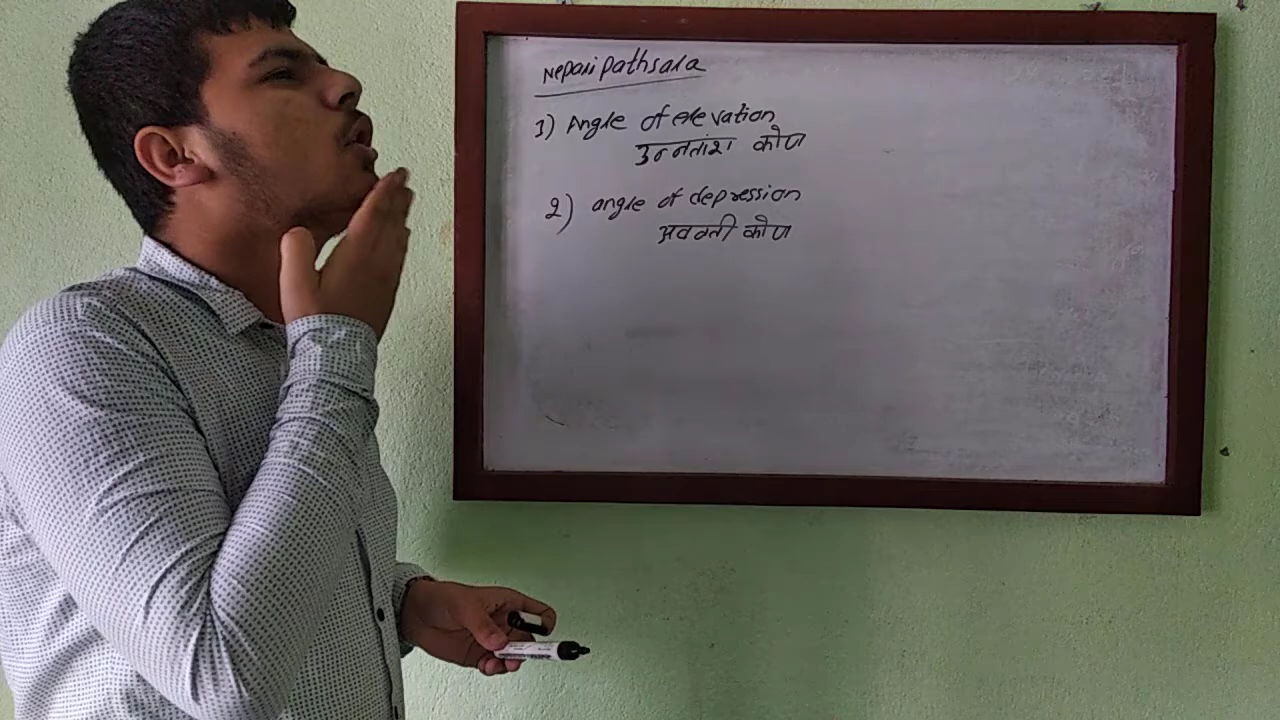 Nepali Pathsala
1) Angle of elevation
उन्नतांश कोण
2) angle of depression
अवनती कोण